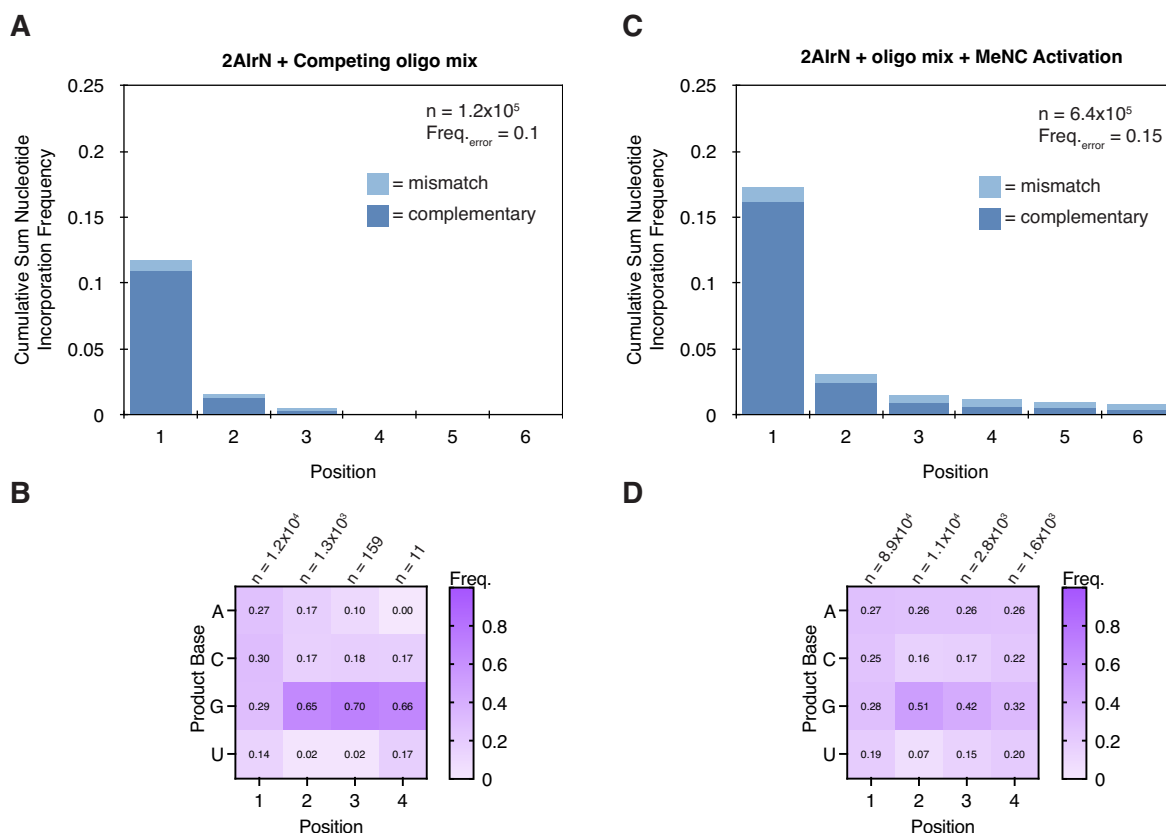 A
2AIrN + Competing oligo mix
Cumulative Sum Nucleotide
Incorporation Frequency
0.25
0.2
0.15
0.1
0.05
0
n = 1.2x10⁵
Freq.error = 0.1
= mismatch
= complementary
1 2 3 4 5 6
Position
C
2AIrN + oligo mix + MeNC Activation
Cumulative Sum Nucleotide
Incorporation Frequency
0.25
0.2
0.15
0.1
0.05
0
n = 6.4x10⁵
Freq.error = 0.15
= mismatch
= complementary
1 2 3 4 5 6
Position
B
n = 1.2x10⁴
n = 1.3x10³
n = 159
n = 11
Product Base
A 0.27 0.17 0.10 0.00
C 0.30 0.17 0.18 0.17
G 0.29 0.65 0.70 0.66
U 0.14 0.02 0.02 0.17
1 2 3 4
Position
Freq.
0.8
0.6
0.4
0.2
0
D
n = 8.9x10⁴
n = 1.1x10⁴
n = 2.8x10³
n = 1.6x10³
Product Base
A 0.27 0.26 0.26 0.26
C 0.25 0.16 0.17 0.22
G 0.28 0.51 0.42 0.32
U 0.19 0.07 0.15 0.20
1 2 3 4
Position
Freq.
0.8
0.6
0.4
0.2
0